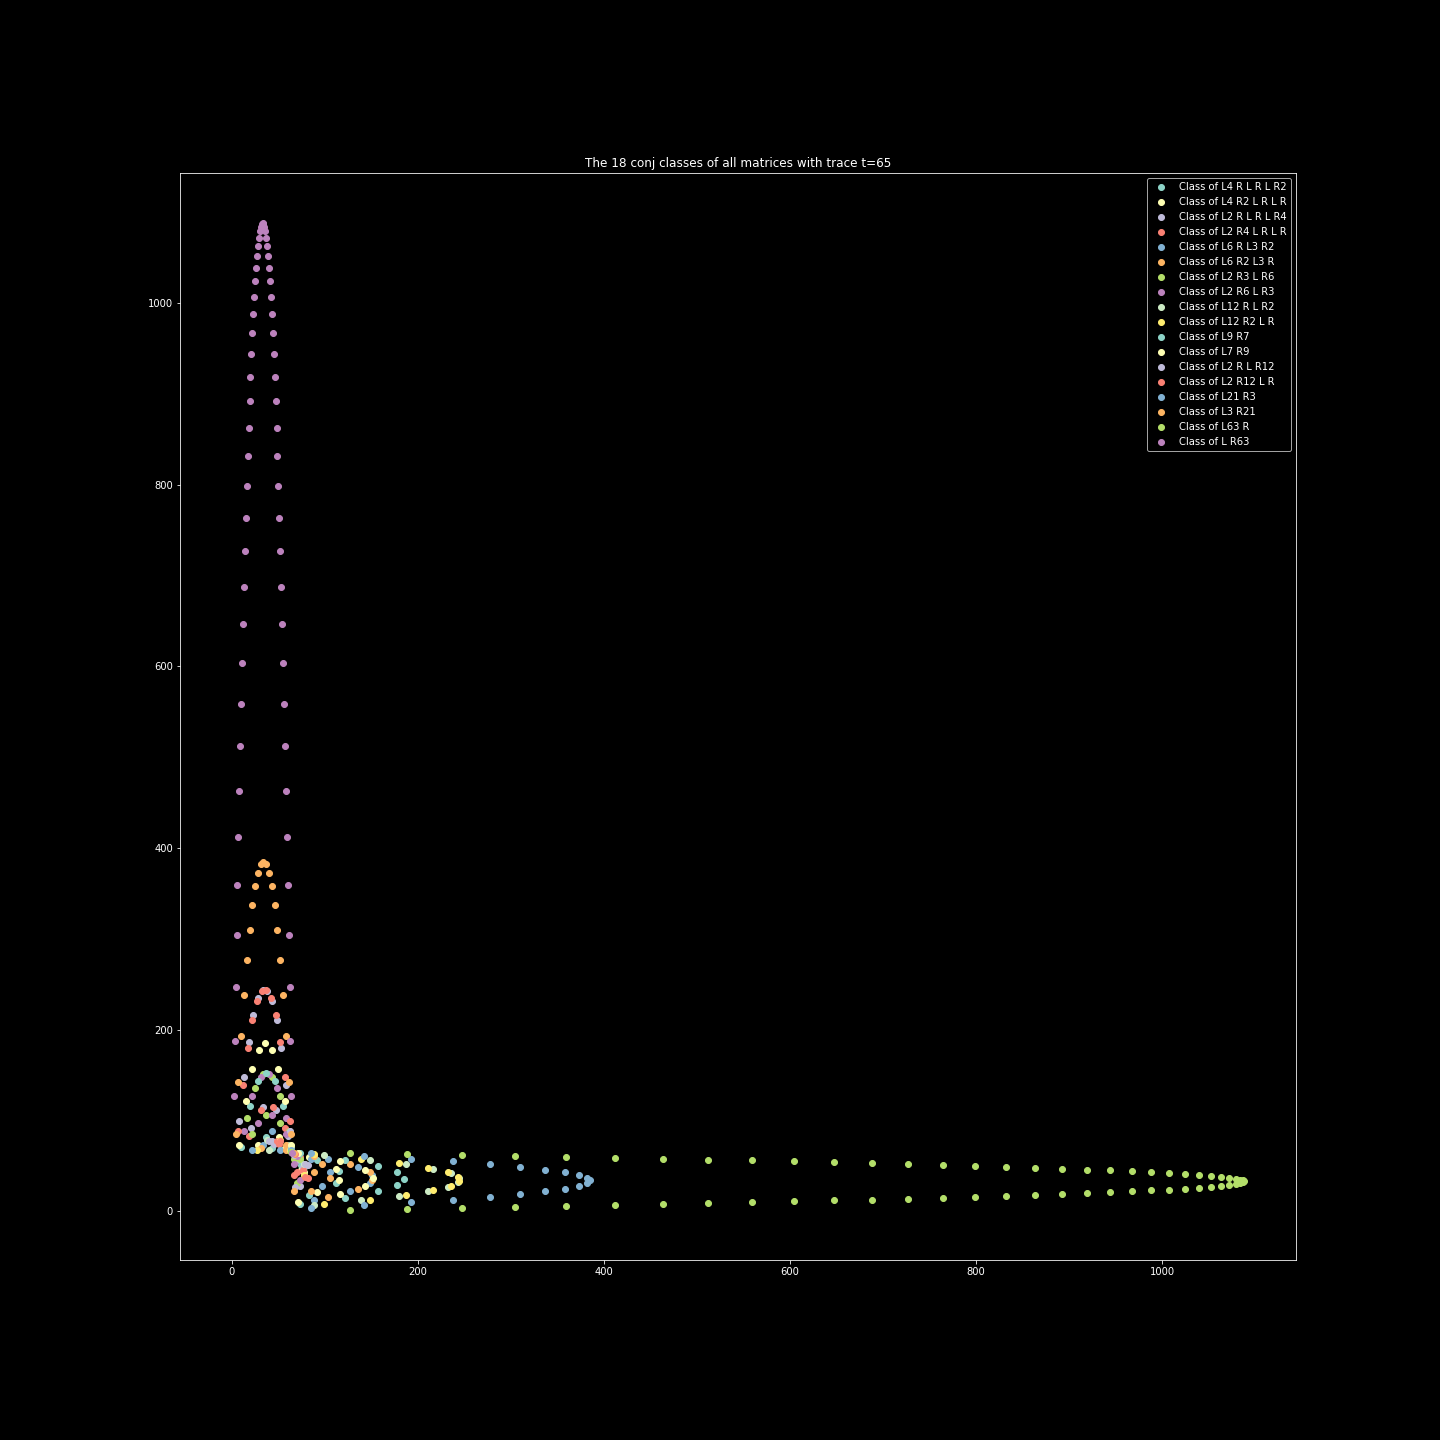 The 18 conj classes of all matrices with trace t=65
Class of L4 R L R L R2
Class of L4 R2 L R L R
Class of L2 R L R L R4
Class of L2 R4 L R L R
Class of L6 R L3 R2
Class of L6 R2 L3 R
Class of L2 R3 L R6
Class of L2 R6 L R3
Class of L12 R L R2
Class of L12 R2 L R
Class of L9 R7
Class of L7 R9
Class of L2 R L R12
Class of L2 R12 L R
Class of L21 R3
Class of L3 R21
Class of L63 R
Class of L R63
1000
800
600
400
200
0
0 200 400 600 800 1000